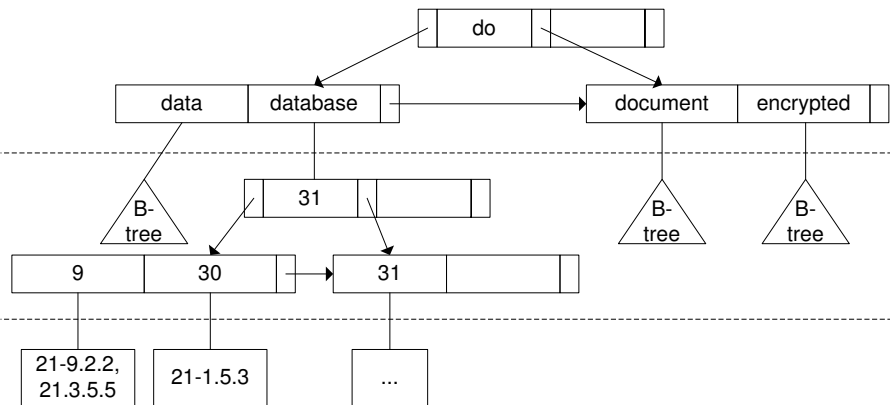 do
data database document encrypted
31
B-
tree
B-
tree
B-
tree
9 30 31
21-9.2.2,
21.3.5.5
21-1.5.3
...